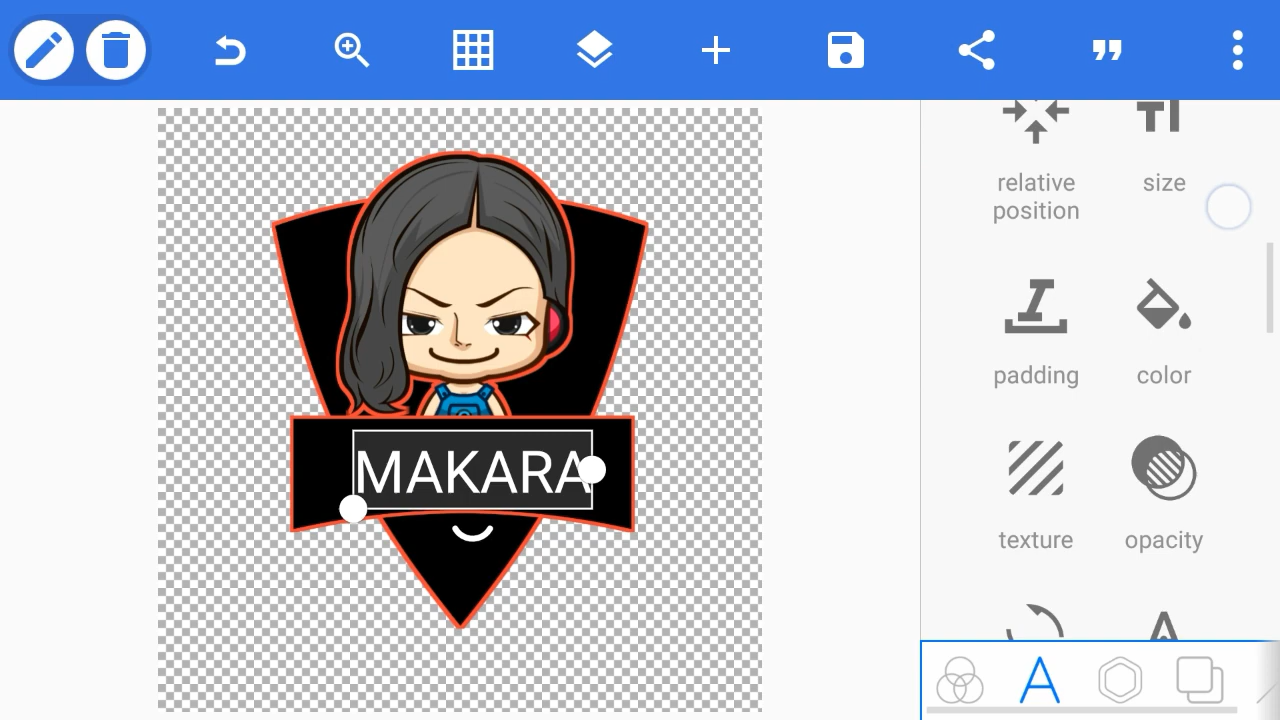 relative position
size
padding
color
texture
opacity
MAKARA